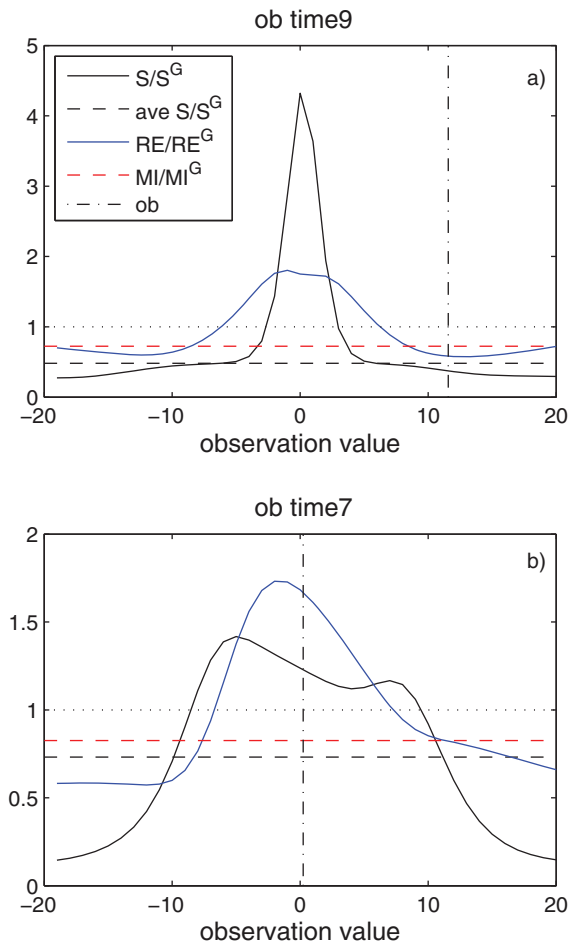 ob time9
5
4
3
2
1
0
S/S^G
ave S/S^G
RE/RE^G
MI/MI^G
ob
a)
−20 −10 0 10 20
observation value
ob time7
2
1.5
1
0.5
0
b)
−20 −10 0 10 20
observation value